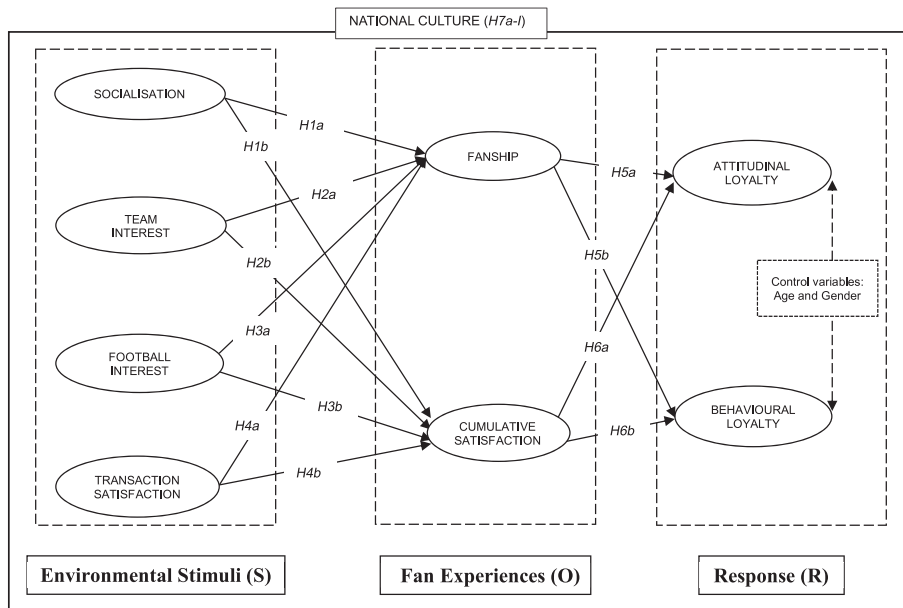 NATIONAL CULTURE (H7a-l)
SOCIALISATION
TEAM
INTEREST
FOOTBALL
INTEREST
TRANSACTION
SATISFACTION
H1a
H1b
H2a
H2b
H3a
H3b
H4a
H4b
FANSHIP
CUMULATIVE
SATISFACTION
H5a
H5b
H6a
H6b
ATTITUDINAL
LOYALTY
Control variables:
Age and Gender
BEHAVIOURAL
LOYALTY
Environmental Stimuli (S)
Fan Experiences (O)
Response (R)